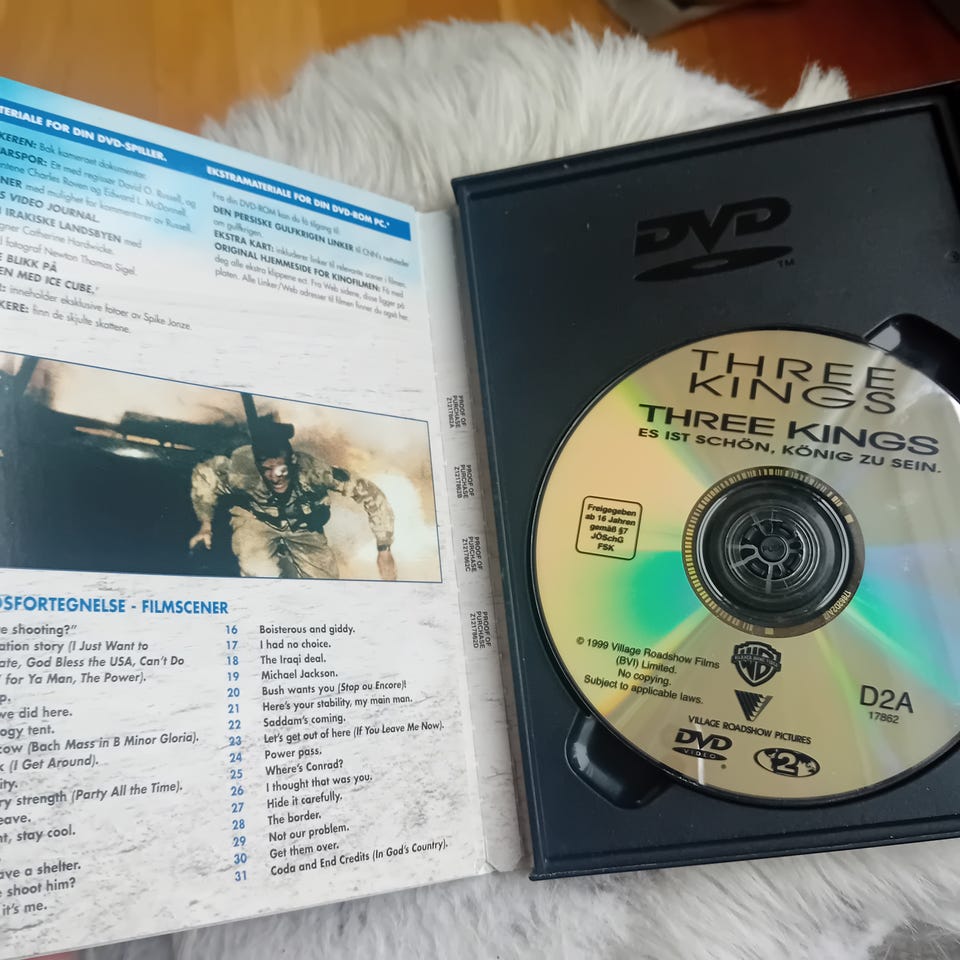 TERIALE FOR DIN DVD-SPILLER.
KEREN: Bak kameraet dokumentar.
ARSPOR: Ett med regissør David O. Russell, og
ntene Charles Roven og Edward L. McDonnell.
NER med mulighet for kommentarer av Russell.
S VIDEO JOURNAL.
I IRAKISKE LANDSBYEN med
gner Catherine Hardwicke.
d fotograf Newton Thomas Sigel.
E BLIKK PÅ
EN MED ICE CUBE,"
inneholder eksklusive fotoer av Spike Jonze.
KERE: finn de skjulte skattene.
EKSTRAMATERIALE FOR DIN DVD-ROM PC.*
Fra din DVD-ROM kan du få tilgang til:
DEN PERSISKE GULFKRIGEN LINKER til CNN's nettsteder
om gulfkrigen.
EKSTRA KART: inkluderer linker til relevante scener i filmen.
ORIGINAL HJEMMESIDE FOR KINOFILMEN: Få med
deg alle ekstra klippene ect. Fra Web sidene, disse ligger på
platen. Alle Linker/Web adresser til filmen finner du også her.
PROOF OF
PURCHASE
Z1217862A
PROOF OF
PURCHASE
Z1217862B
PROOF OF
PURCHASE
Z1217862C
PROOF OF
PURCHASE
Z1217862D
OSFORTEGNELSE - FILMSCENER
e shooting?"
ation story (I Just Want to
ate, God Bless the USA, Can't Do
for Ya Man, The Power).
p.
we did here.
ogy tent.
cow (Bach Mass in B Minor Gloria).
k (I Get Around).
ity.
ry strength (Party All the Time).
eave.
nt, stay cool.
ave a shelter.
e shoot him?
it's me.
16 Boisterous and giddy.
17 I had no choice.
18 The Iraqi deal.
19 Michael Jackson.
20 Bush wants you (Stop ou Encore)!
21 Here's your stability, my main man.
22 Saddam's coming.
23 Let's get out of here (If You Leave Me Now).
24 Power pass.
25 Where's Conrad?
26 I thought that was you.
27 Hide it carefully.
28 The border.
29 Not our problem.
30 Get them over.
31 Coda and End Credits (In God's Country).
DVD
TM
THREE
KINGS
THREE KINGS
ES IST SCHÖN, KÖNIG ZU SEIN.
Freigegeben
ab 16 Jahren
gemäß §7
JÖSchG
FSK
© 1999 Village Roadshow Films
(BVI) Limited.
No copying.
Subject to applicable laws.
D2A
17862
VILLAGE ROADSHOW PICTURES
DVD
VIDEO
2